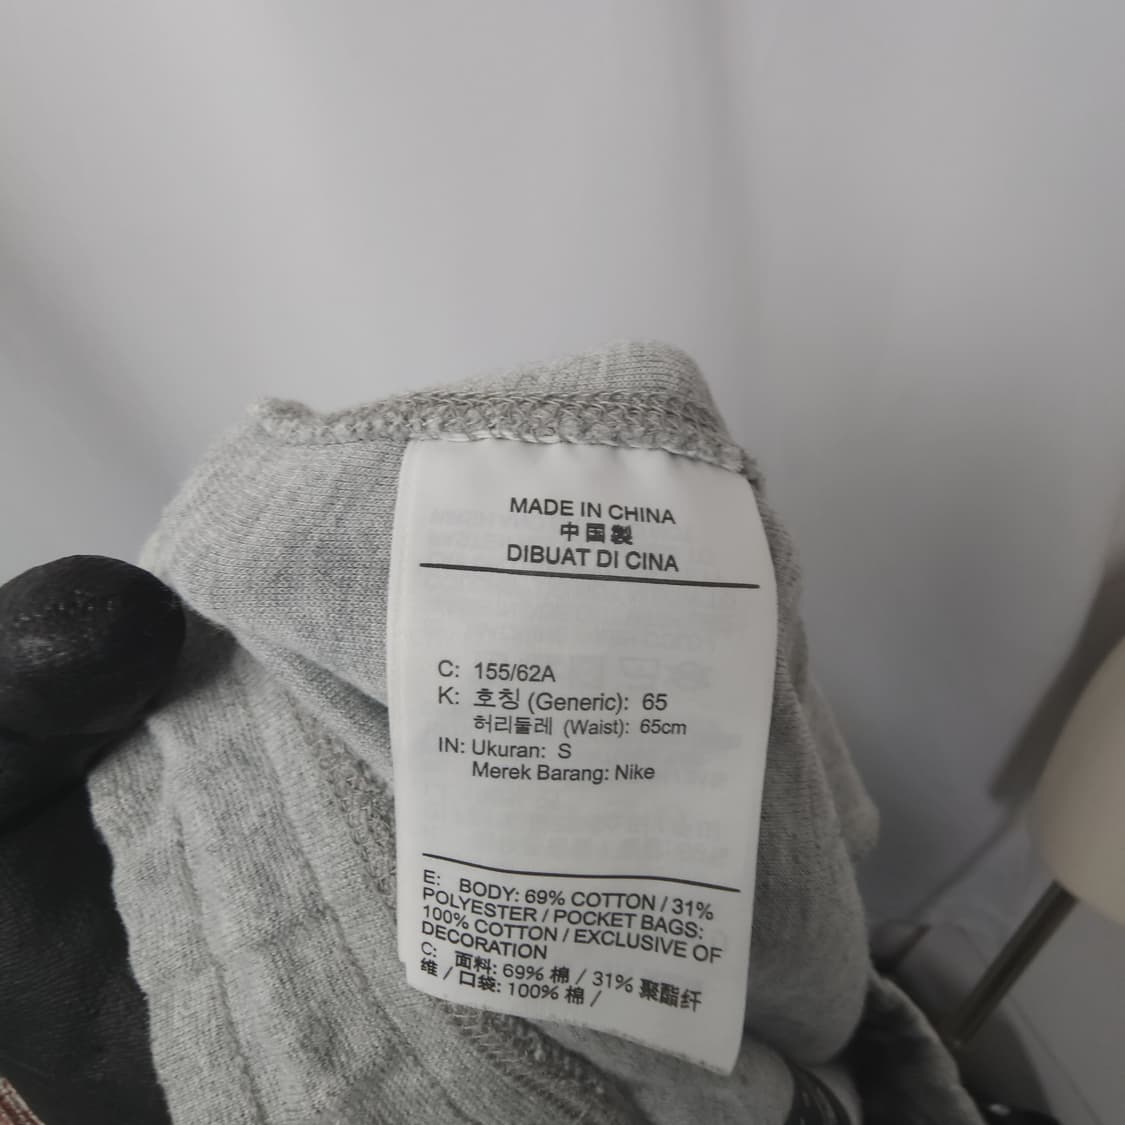 MADE IN CHINA
中国製
DIBUAT DI CINA
C: 155/62A
K: 호칭 (Generic): 65
허리둘레 (Waist): 65cm
IN: Ukuran: S
Merek Barang: Nike
E: BODY: 69% COTTON / 31%
POLYESTER / POCKET BAGS:
100% COTTON / EXCLUSIVE OF
DECORATION
C: 面料: 69% 棉 / 31% 聚酯纤
维 / 口袋: 100% 棉 /